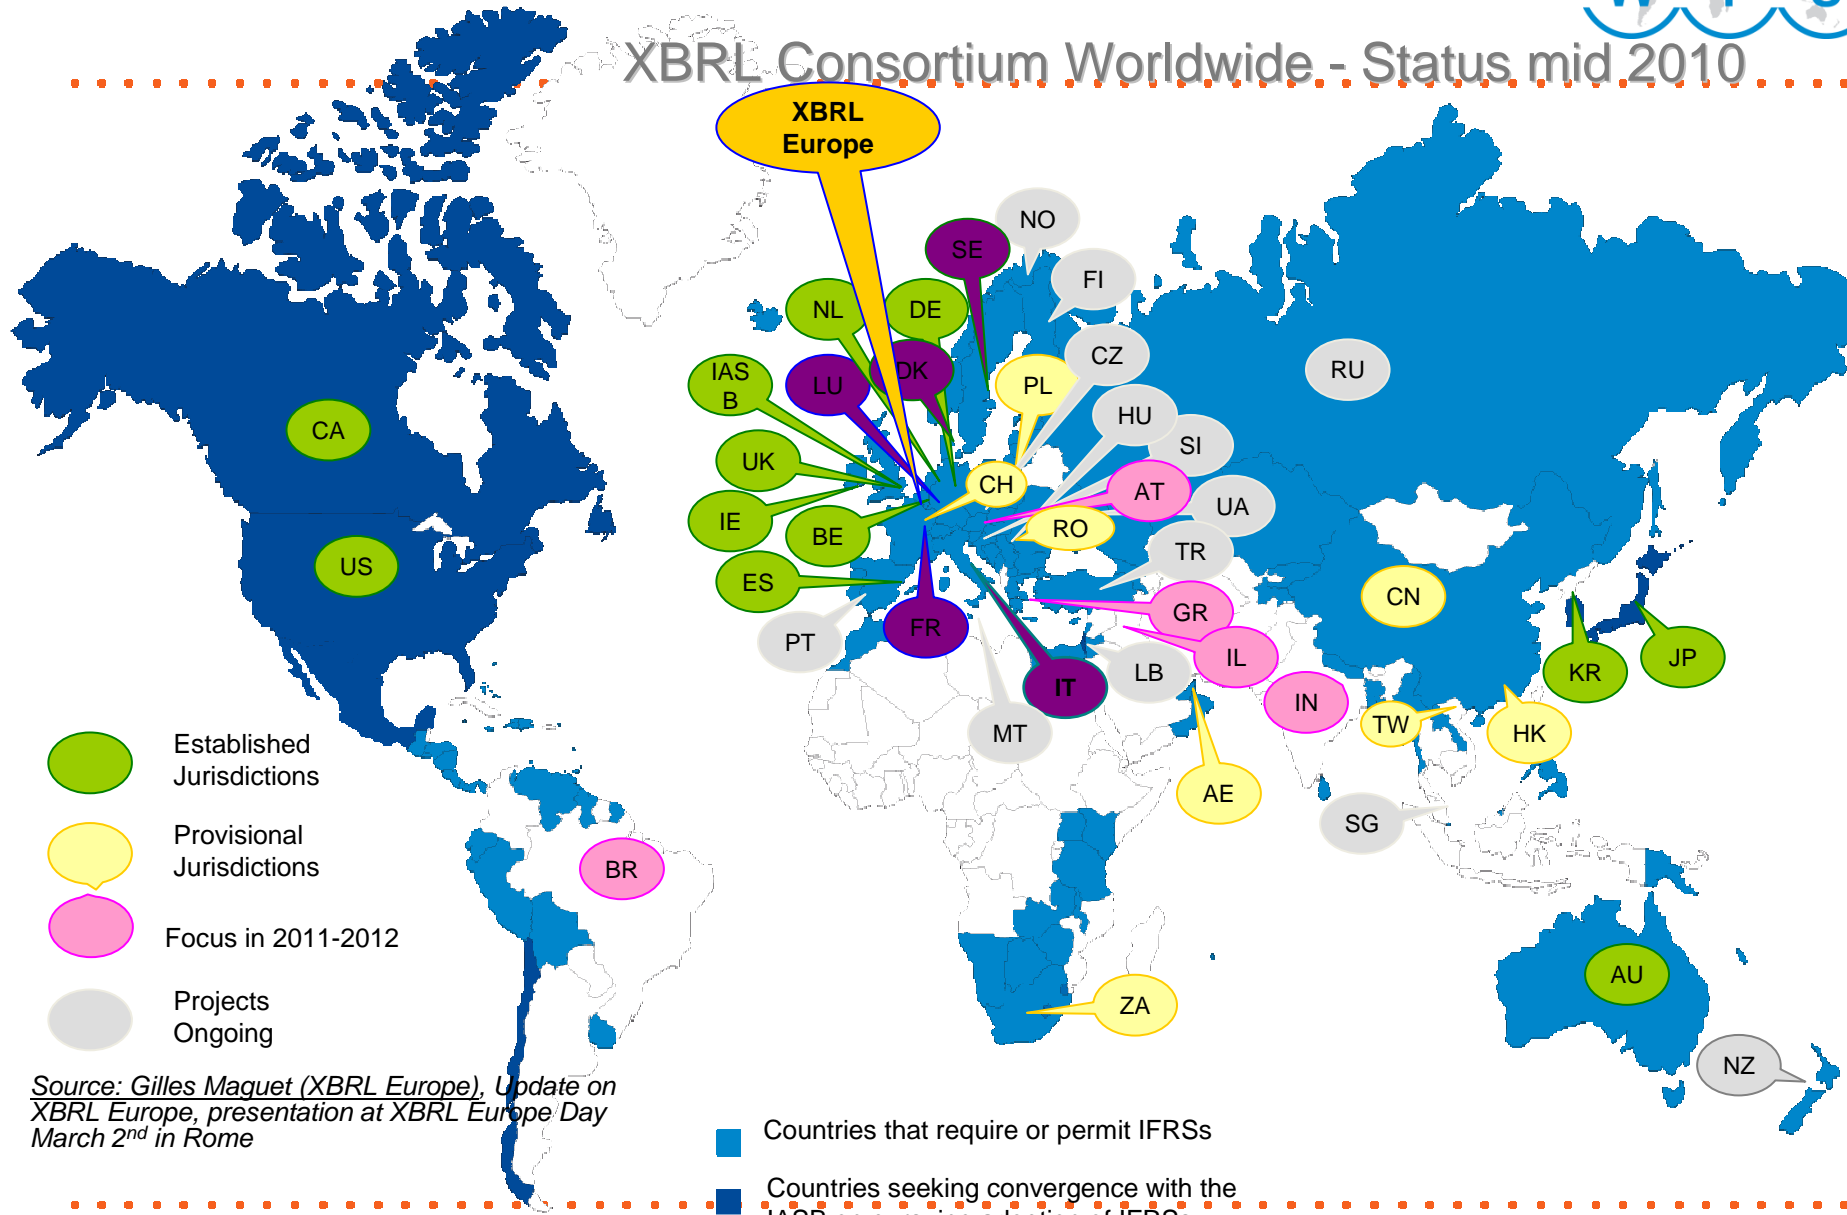 XBRL Consortium Worldwide - Status mid 2010
XBRL
Europe
NO
SE
FI
NL
DE
CZ
RU
IAS
B
LU
DK
PL
HU
CA
SI
UK
CH
AT
UA
IE
BE
RO
TR
US
ES
CN
GR
PT
FR
IL
LB
KR
JP
IT
IN
TW
HK
MT
AE
SG
BR
AU
ZA
NZ
Established
Jurisdictions
Provisional
Jurisdictions
Focus in 2011-2012
Projects
Ongoing
Source: Gilles Maguet (XBRL Europe), Update on
XBRL Europe, presentation at XBRL Europe Day
March 2nd in Rome
Countries that require or permit IFRSs
Countries seeking convergence with the